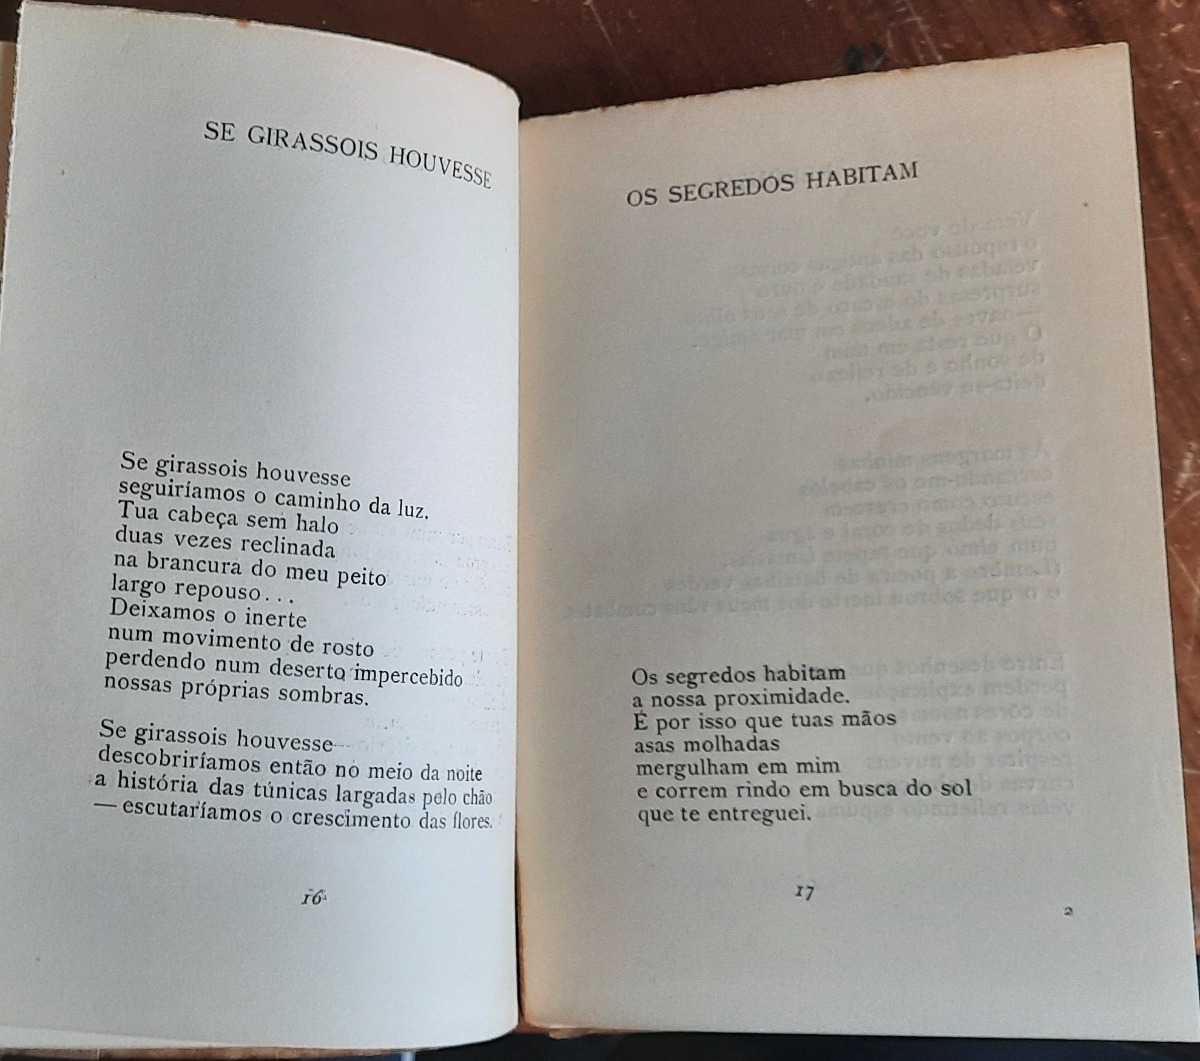 SE GIRASSOIS HOUVESSE
Se girassois houvesse
seguiríamos o caminho da luz.
Tua cabeça sem halo
duas vezes reclinada
na brancura do meu peito
largo repouso...
Deixamos o inerte
num movimento de rosto
perdendo num deserto impercebido
nossas próprias sombras.
Se girassois houvesse
descobriríamos então no meio da noite
a história das túnicas largadas pelo chão
— escutaríamos o crescimento das flores.
16
OS SEGREDOS HABITAM
Os segredos habitam
a nossa proximidade.
É por isso que tuas mãos
asas molhadas
mergulham em mim
e correm rindo em busca do sol
que te entreguei.
17
2